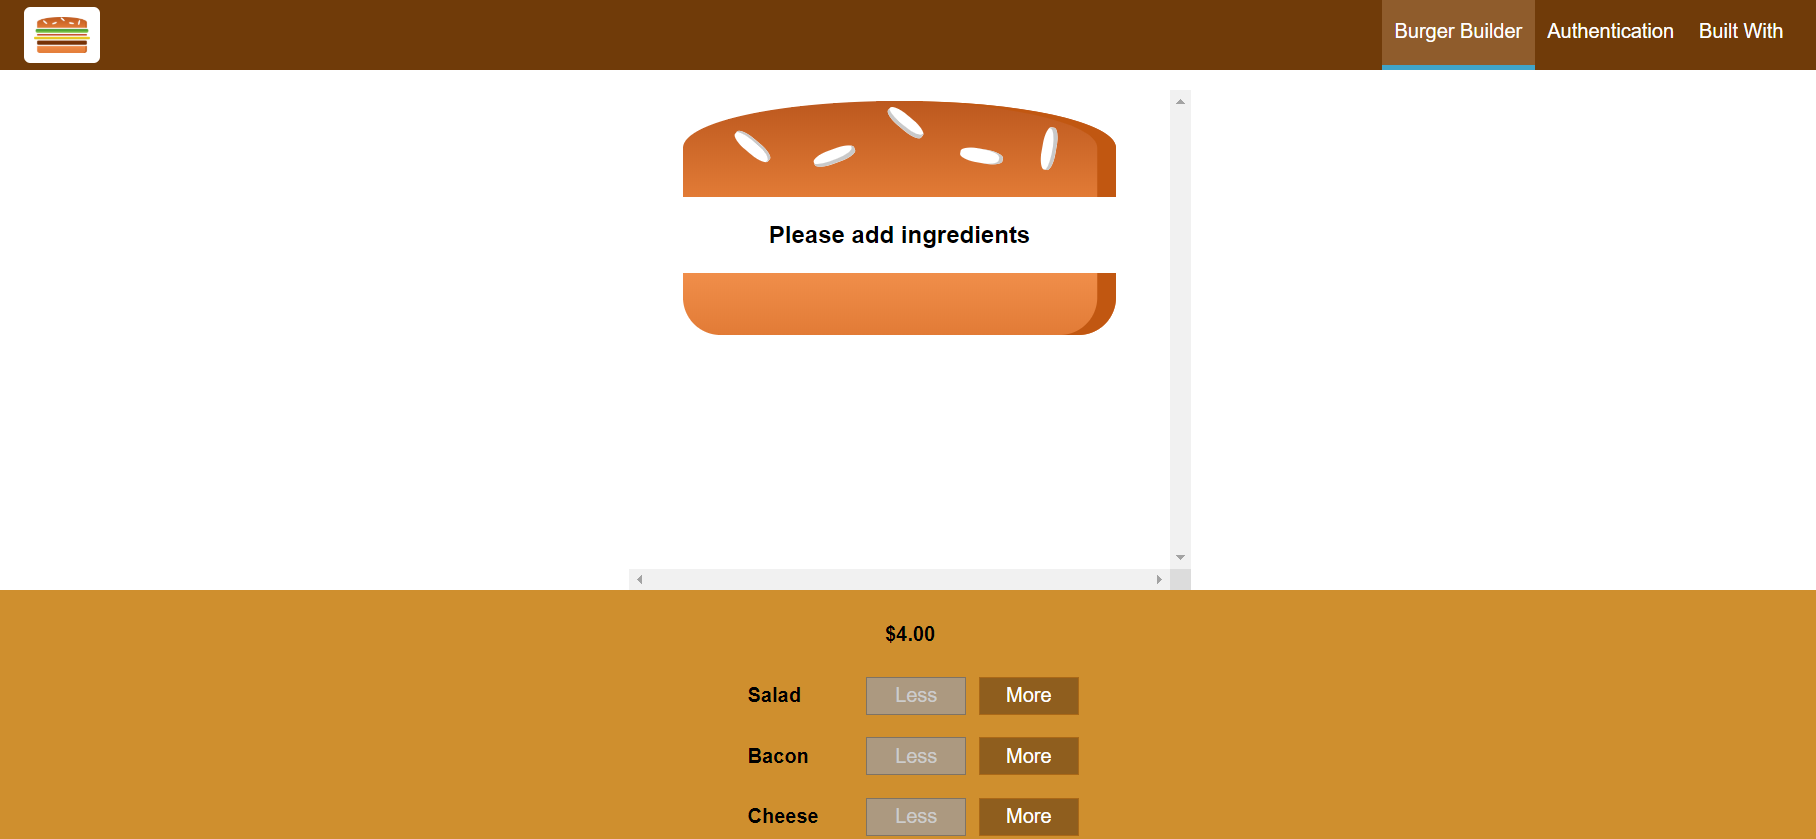 Burger Builder Authentication Built With
Please add ingredients
$4.00
Salad Less More
Bacon Less More
Cheese Less More